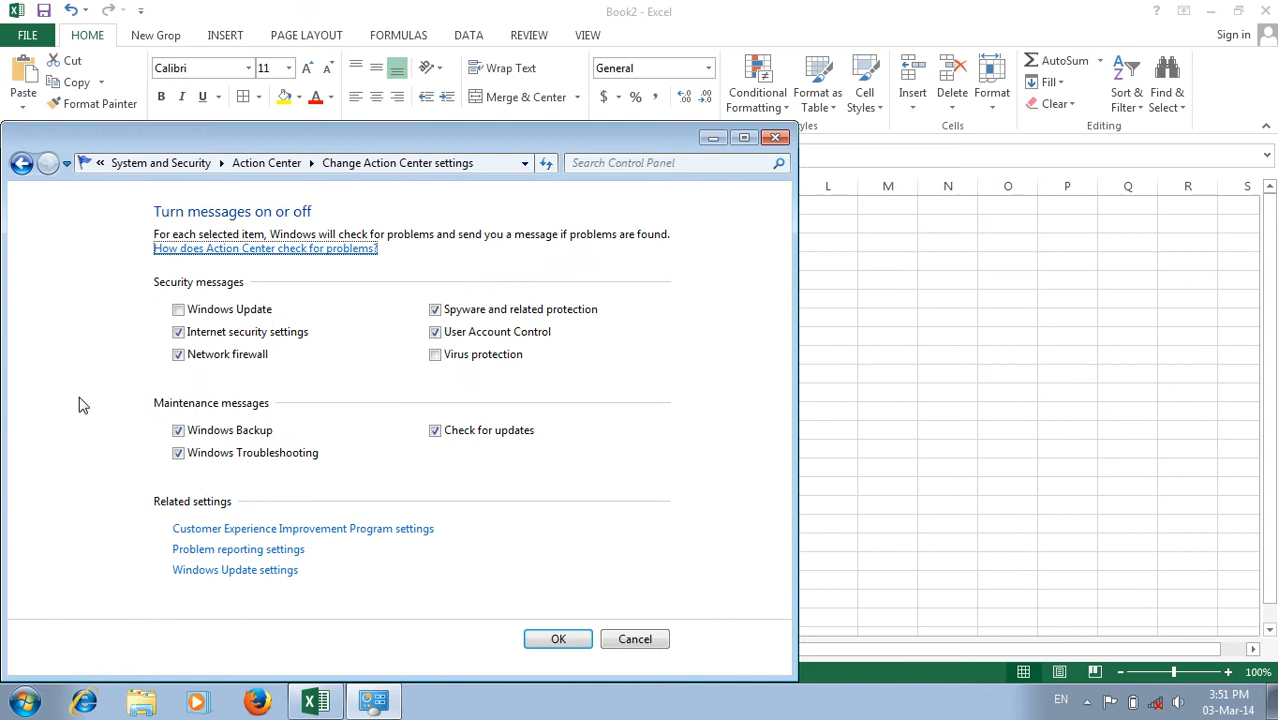 Book2 - Excel
FILE HOME New Grop INSERT PAGE LAYOUT FORMULAS DATA REVIEW VIEW Sign in
Paste
Cut
Copy
Format Painter
Calibri 11
B I U A
Wrap Text
Merge & Center
General
$ % ,
Conditional Formatting
Format as Table
Cell Styles
Insert
Delete
Format
AutoSum
Fill
Clear
Sort & Filter
Find & Select
yles Cells Editing
System and Security Action Center Change Action Center settings Search Control Panel
L M N O P Q R S
Turn messages on or off
For each selected item, Windows will check for problems and send you a message if problems are found.
How does Action Center check for problems?
Security messages
Windows Update Spyware and related protection
Internet security settings User Account Control
Network firewall Virus protection
Maintenance messages
Windows Backup Check for updates
Windows Troubleshooting
Related settings
Customer Experience Improvement Program settings
Problem reporting settings
Windows Update settings
OK Cancel
100%
EN 3:51 PM
03-Mar-14